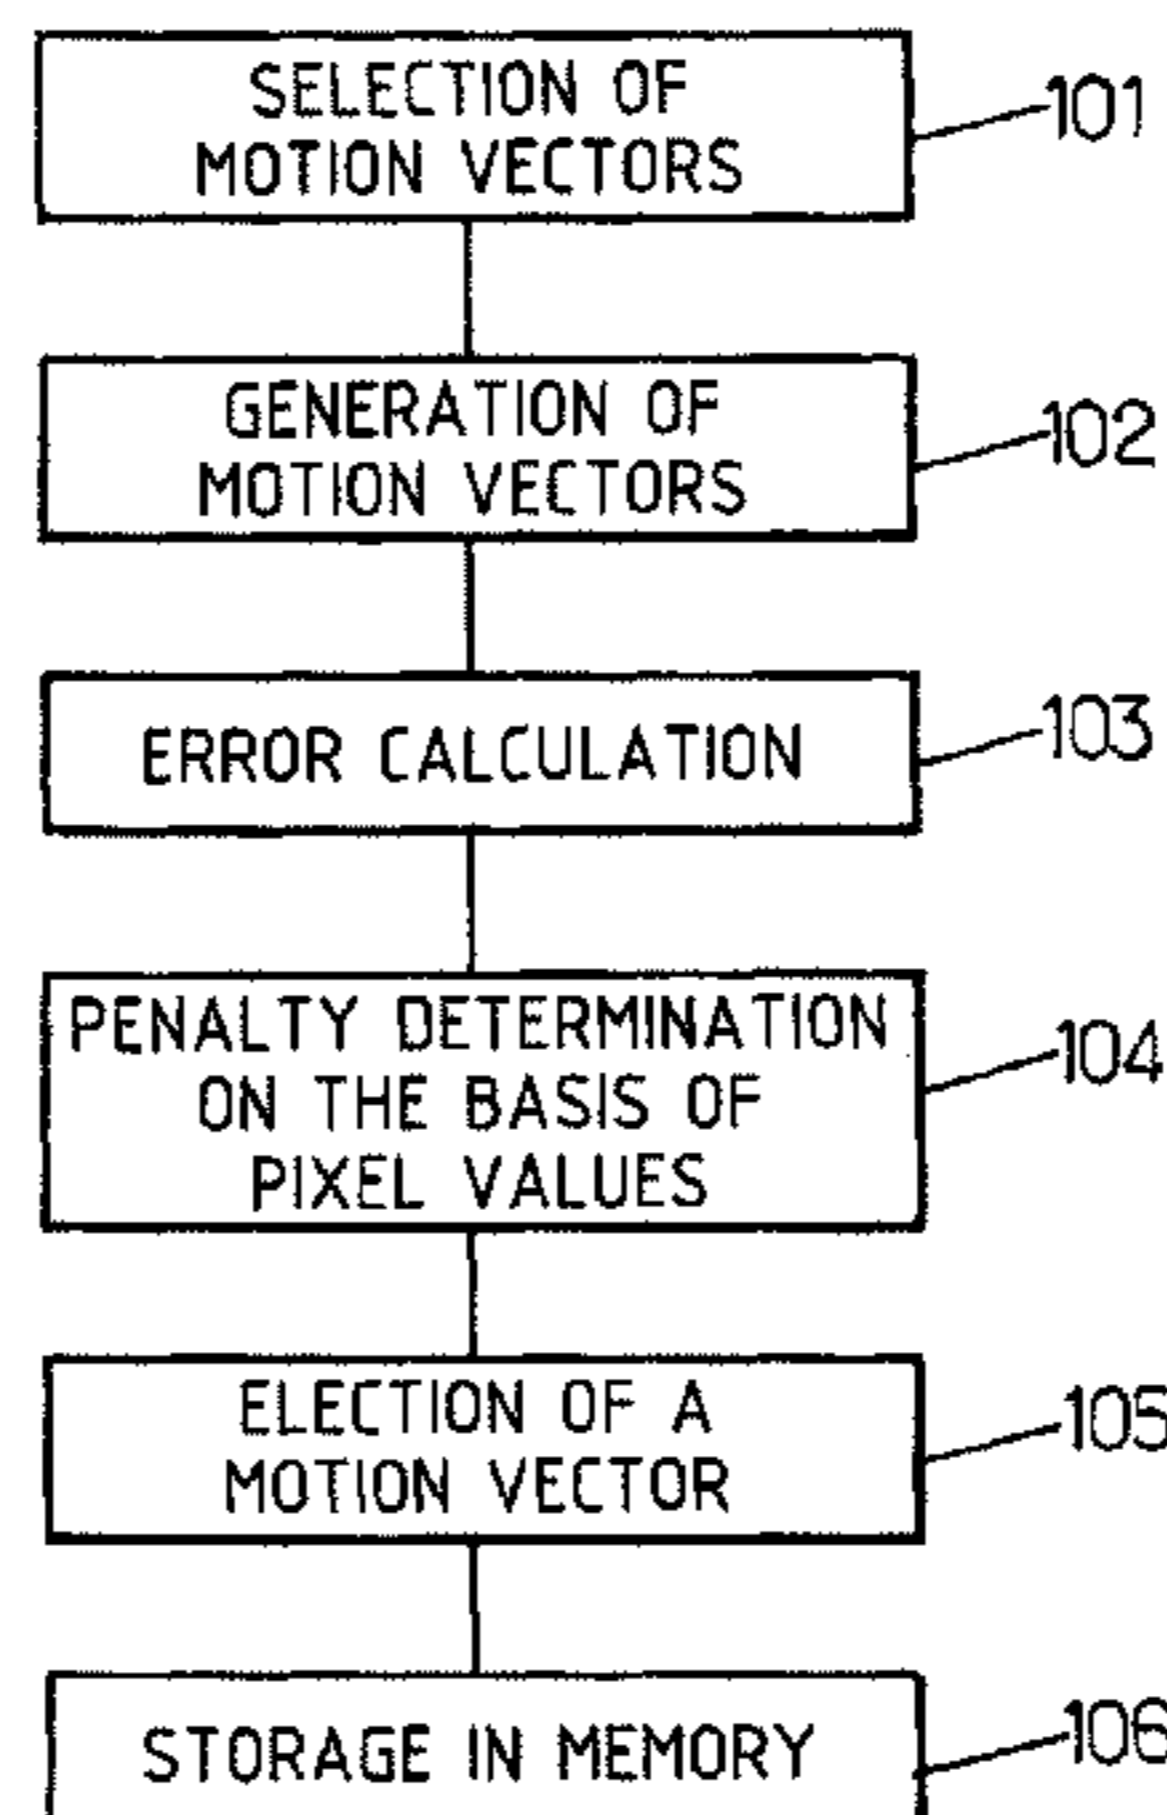 SELECTION OF
MOTION VECTORS
101
GENERATION OF
MOTION VECTORS
102
ERROR CALCULATION
103
PENALTY DETERMINATION
ON THE BASIS OF
PIXEL VALUES
104
ELECTION OF A
MOTION VECTOR
105
STORAGE IN MEMORY
106